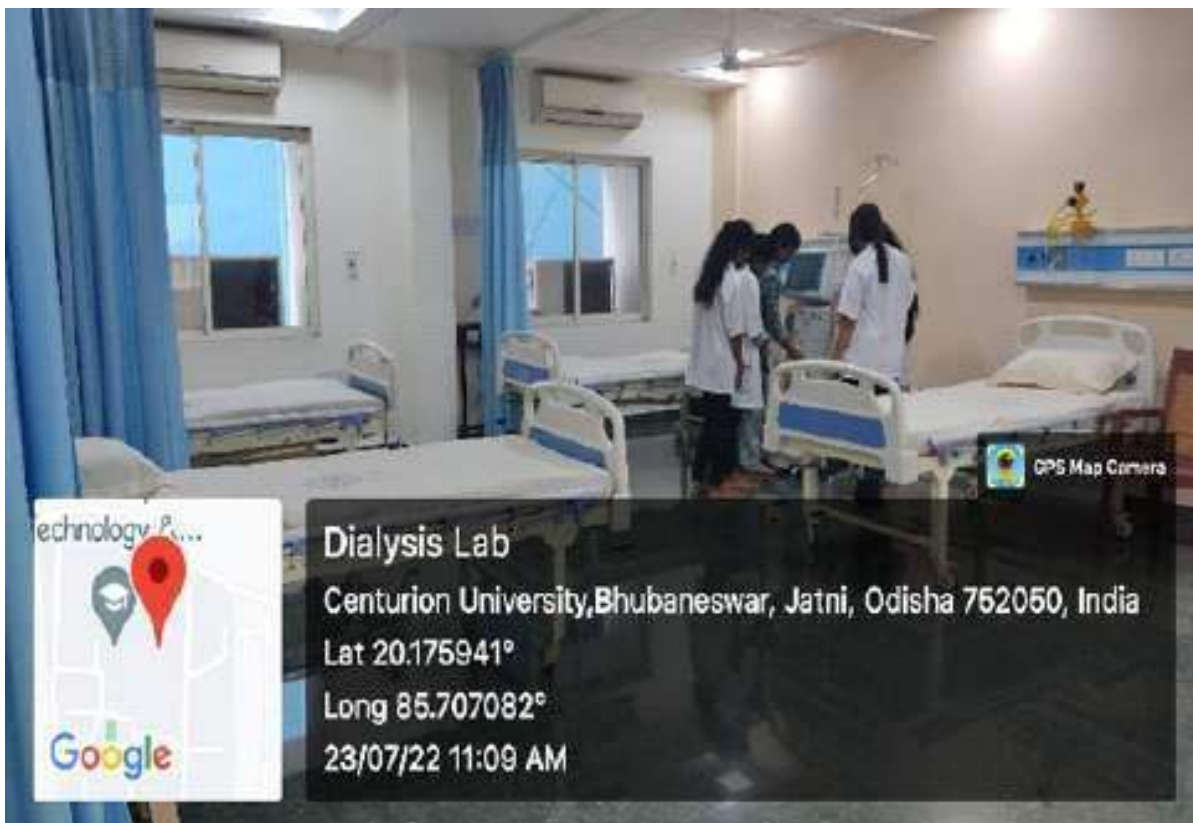 GPS Map Camera
echnology &...
Google
Dialysis Lab
Centurion University,Bhubaneswar, Jatni, Odisha 752050, India
Lat 20.175941°
Long 85.707082°
23/07/22 11:09 AM